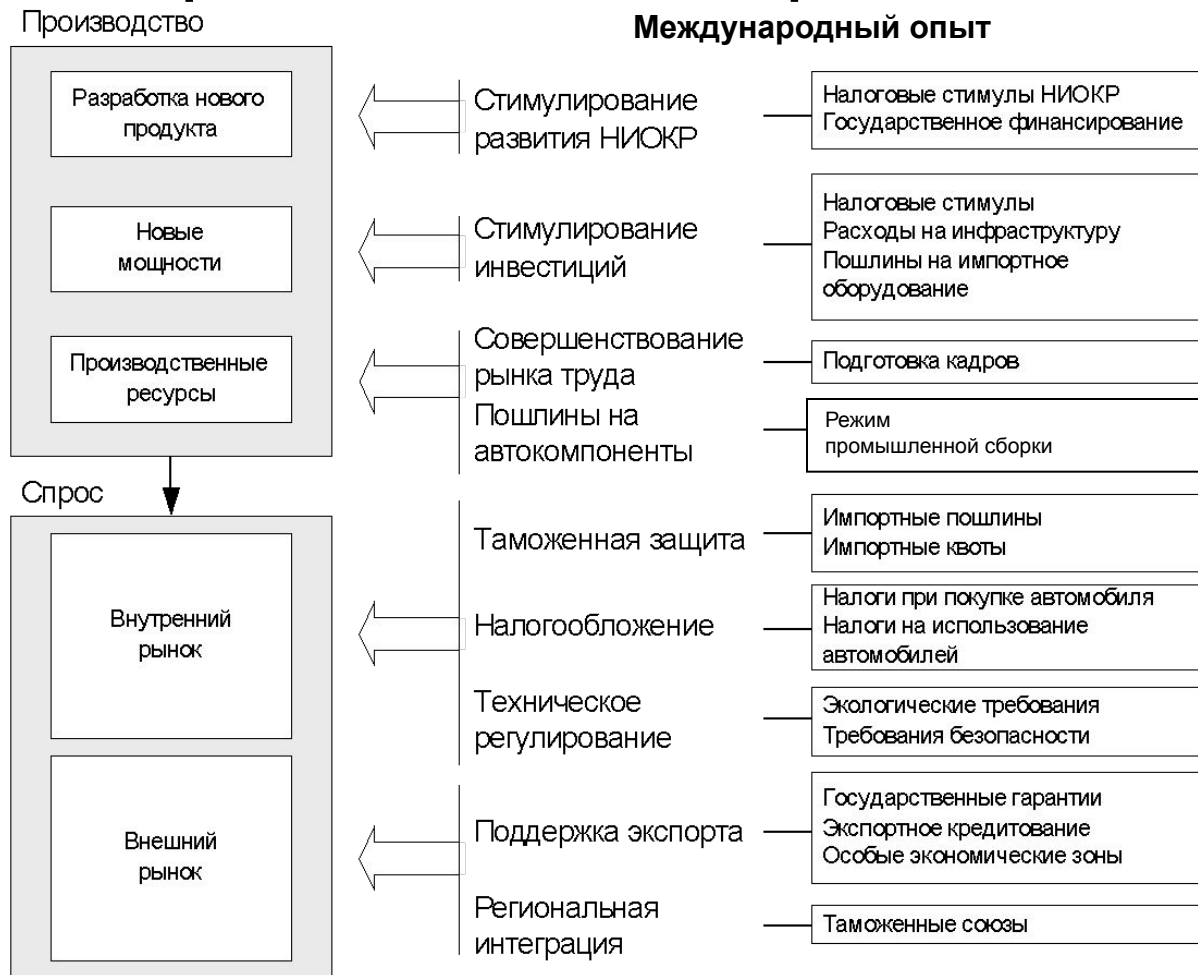 Производство
Международный опыт
Разработка нового
продукта
Стимулирование
развития НИОКР
Налоговые стимулы НИОКР
Государственное финансирование
Новые
мощности
Стимулирование
инвестиций
Налоговые стимулы
Расходы на инфраструктуру
Пошлины на импортное
оборудование
Производственные
ресурсы
Совершенствование
рынка труда
Подготовка кадров
Пошлины на
автокомпоненты
Режим
промышленной сборки
Спрос
Внутренний
рынок
Таможенная защита
Импортные пошлины
Импортные квоты
Налогообложение
Налоги при покупке автомобиля
Налоги на использование
автомобилей
Техническое
регулирование
Экологические требования
Требования безопасности
Внешний
рынок
Поддержка экспорта
Государственные гарантии
Экспортное кредитование
Особые экономические зоны
Региональная
интеграция
Таможенные союзы